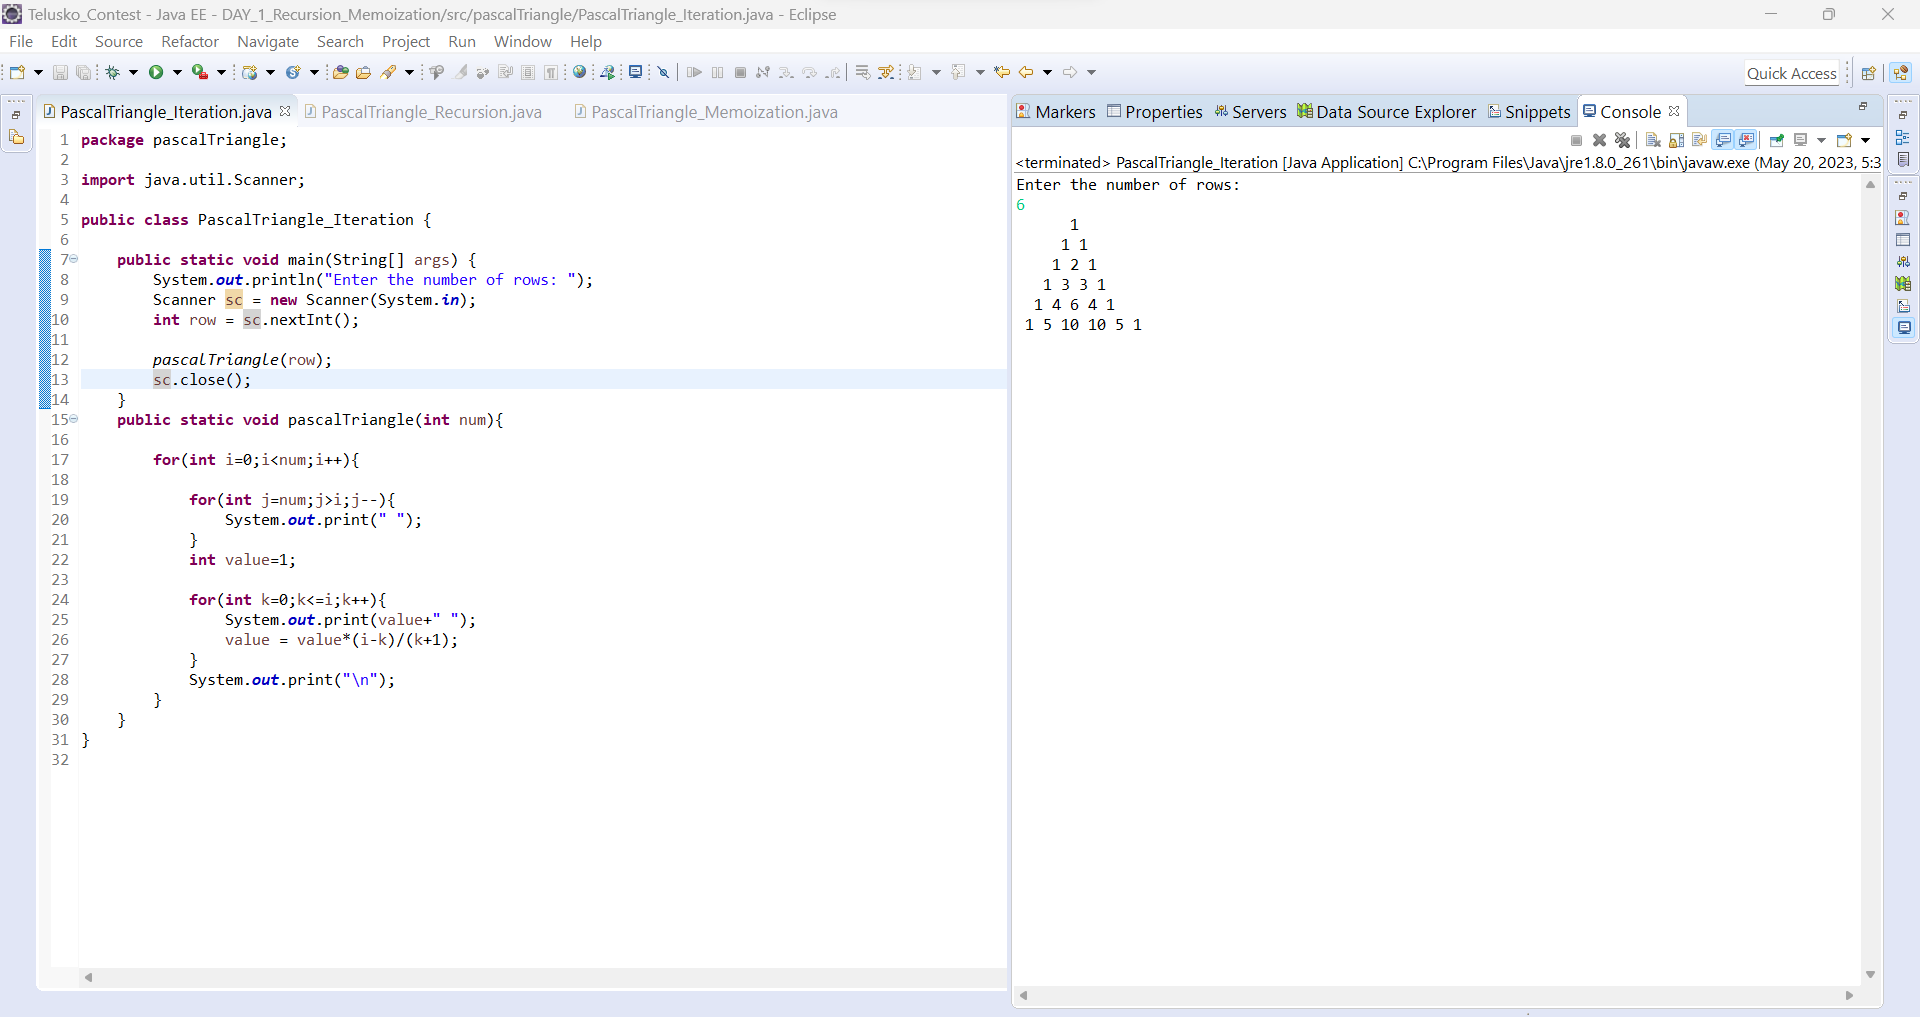 Telusko_Contest - Java EE - DAY_1_Recursion_Memoization/src/pascalTriangle/PascalTriangle_Iteration.java - Eclipse
File Edit Source Refactor Navigate Search Project Run Window Help
Quick Access
PascalTriangle_Iteration.java PascalTriangle_Recursion.java PascalTriangle_Memoization.java
1 package pascalTriangle;
2
3 import java.util.Scanner;
4
5 public class PascalTriangle_Iteration {
6
7     public static void main(String[] args) {
8         System.out.println("Enter the number of rows: ");
9         Scanner sc = new Scanner(System.in);
10         int row = sc.nextInt();
11
12         pascalTriangle(row);
13         sc.close();
14     }
15     public static void pascalTriangle(int num){
16
17         for(int i=0;i<num;i++){
18
19             for(int j=num;j>i;j--){
20                 System.out.print(" ");
21             }
22             int value=1;
23
24             for(int k=0;k<=i;k++){
25                 System.out.print(value+" ");
26                 value = value*(i-k)/(k+1);
27             }
28             System.out.print("\n");
29         }
30     }
31 }
32
Markers Properties Servers Data Source Explorer Snippets Console
<terminated> PascalTriangle_Iteration [Java Application] C:\Program Files\Java\jre1.8.0_261\bin\javaw.exe (May 20, 2023, 5:3
Enter the number of rows:
6
      1
     1 1
    1 2 1
   1 3 3 1
  1 4 6 4 1
 1 5 10 10 5 1